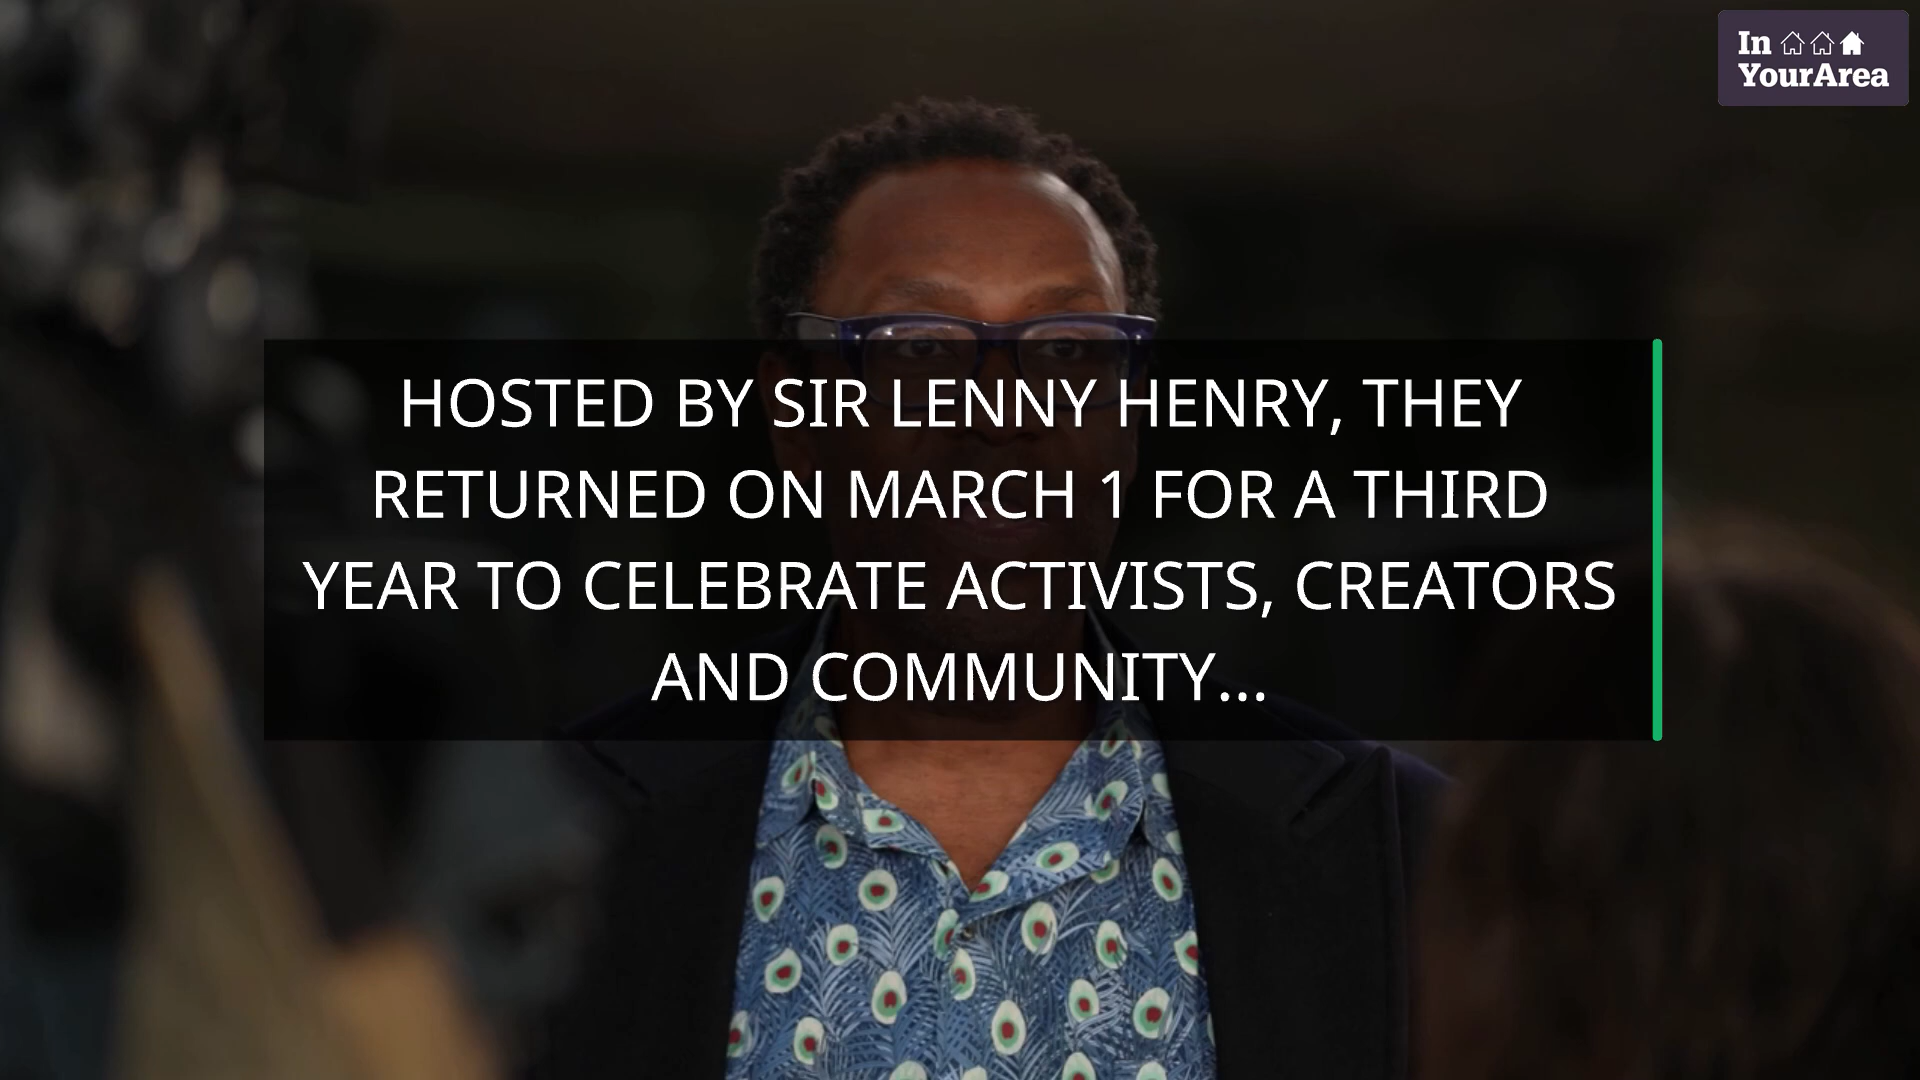 In
YourArea
HOSTED BY SIR LENNY HENRY, THEY
RETURNED ON MARCH 1 FOR A THIRD
YEAR TO CELEBRATE ACTIVISTS, CREATORS
AND COMMUNITY...